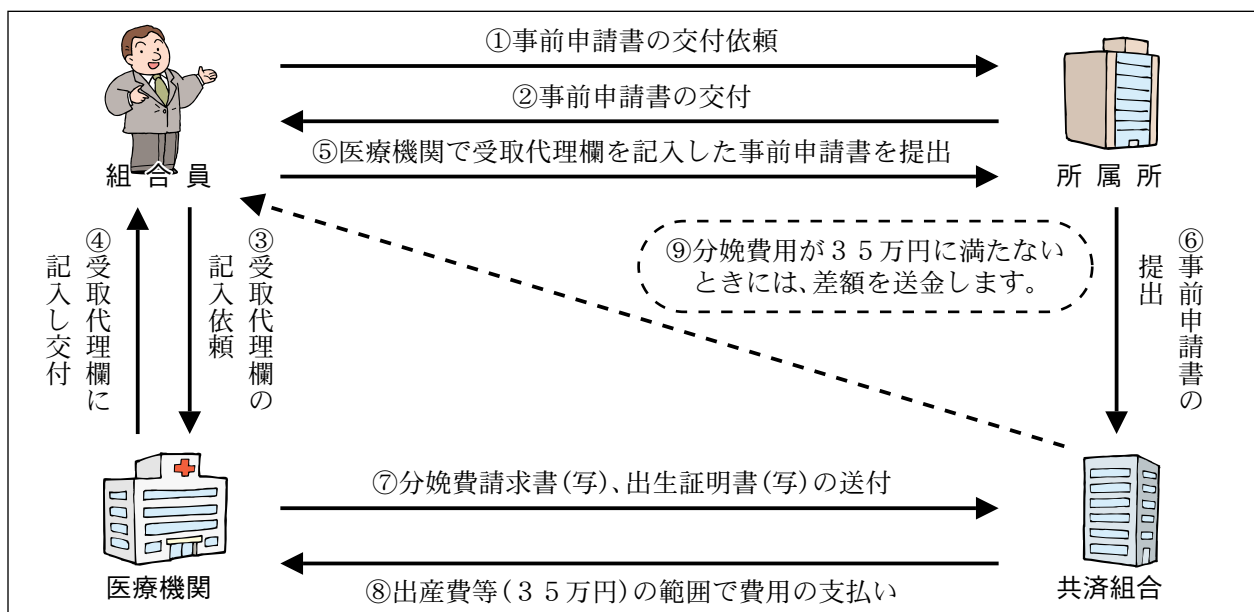 ①事前申請書の交付依頼
②事前申請書の交付
⑤医療機関で受取代理欄を記入した事前申請書を提出
組合員
所属所
④受取代理欄に
記入し交付
③受取代理欄の
記入依頼
⑨分娩費用が35万円に満たない
ときには、差額を送金します。
⑥事前申請書の
提出
⑦分娩費請求書(写)、出生証明書(写)の送付
医療機関
共済組合
⑧出産費等(35万円)の範囲で費用の支払い